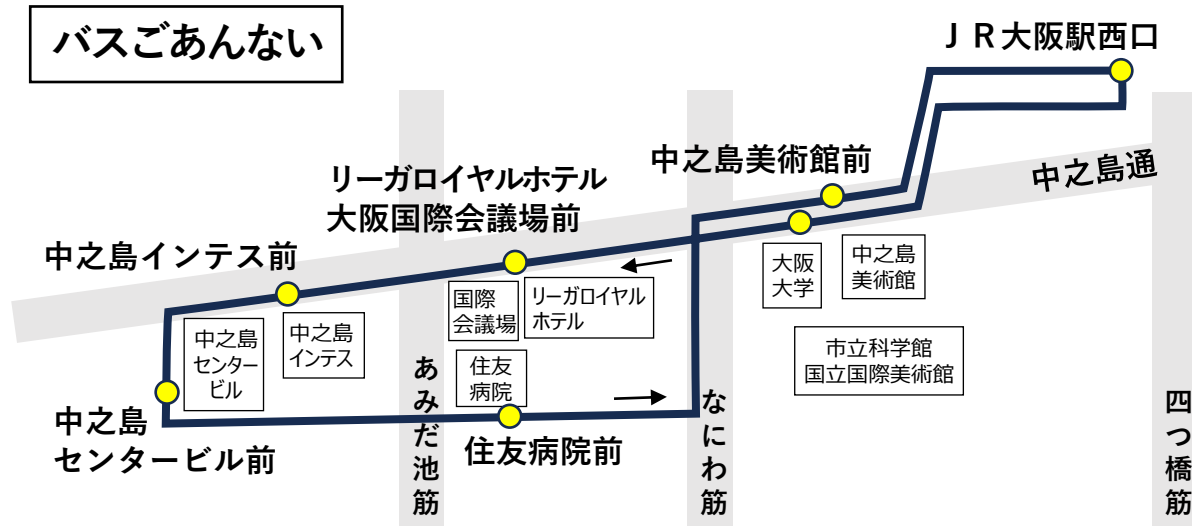 バスごあんない
JR大阪駅西口
中之島美術館前
中之島通
リーガロイヤルホテル
大阪国際会議場前
中之島インテス前
大阪
大学
中之島
美術館
国際
会議場
リーガロイヤル
ホテル
中之島
センター
ビル
中之島
インテス
市立科学館
国立国際美術館
住友
病院
あみだ池筋
なにわ筋
四つ橋筋
中之島
センタービル前
住友病院前